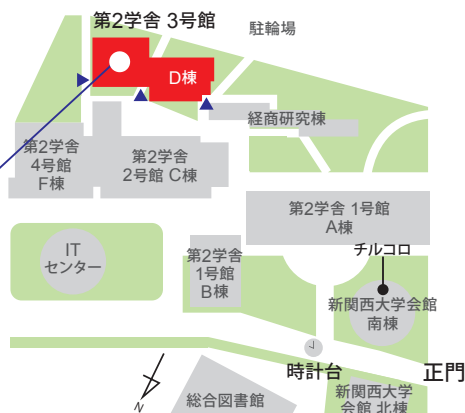 第2学舎 3号館
駐輪場
D棟
経商研究棟
第2学舎
4号館
F棟
第2学舎
2号館 C棟
第2学舎 1号館
A棟
チルコロ
IT
センター
第2学舎
1号館
B棟
新関西大学会館
南棟
時計台
正門
新関西大学
会館 北棟
総合図書館
N